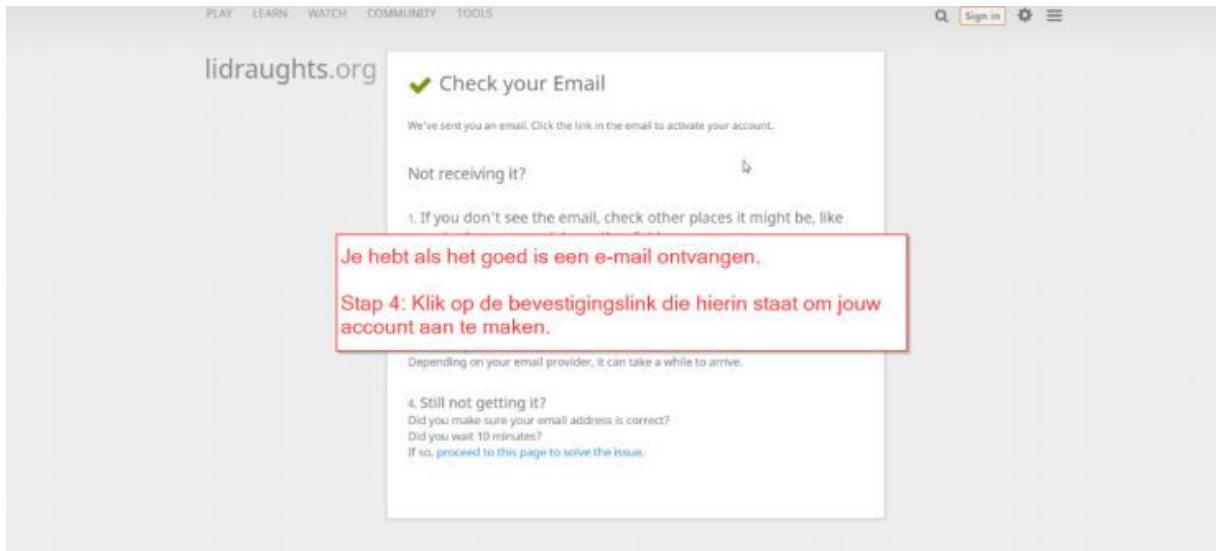 PLAY LEARN WATCH COMMUNITY TOOLS Sign in
lidraughts.org
Check your Email
We've sent you an email. Click the link in the email to activate your account.
Not receiving it?
1. If you don't see the email, check other places it might be, like
Je hebt als het goed is een e-mail ontvangen.
Stap 4: Klik op de bevestigingslink die hierin staat om jouw
account aan te maken.
Depending on your email provider, it can take a while to arrive.
4. Still not getting it?
Did you make sure your email address is correct?
Did you wait 10 minutes?
If so, proceed to this page to solve the issue.